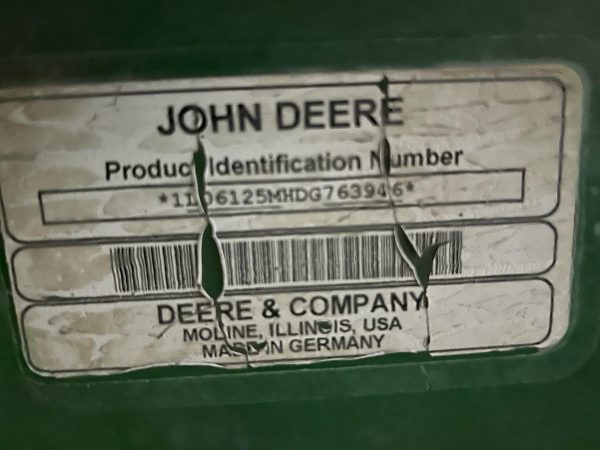 JOHN DEERE
Product Identification Number
*1L06125MHDG763946*
DEERE & COMPANY
MOLINE, ILLINOIS, USA
MADE IN GERMANY